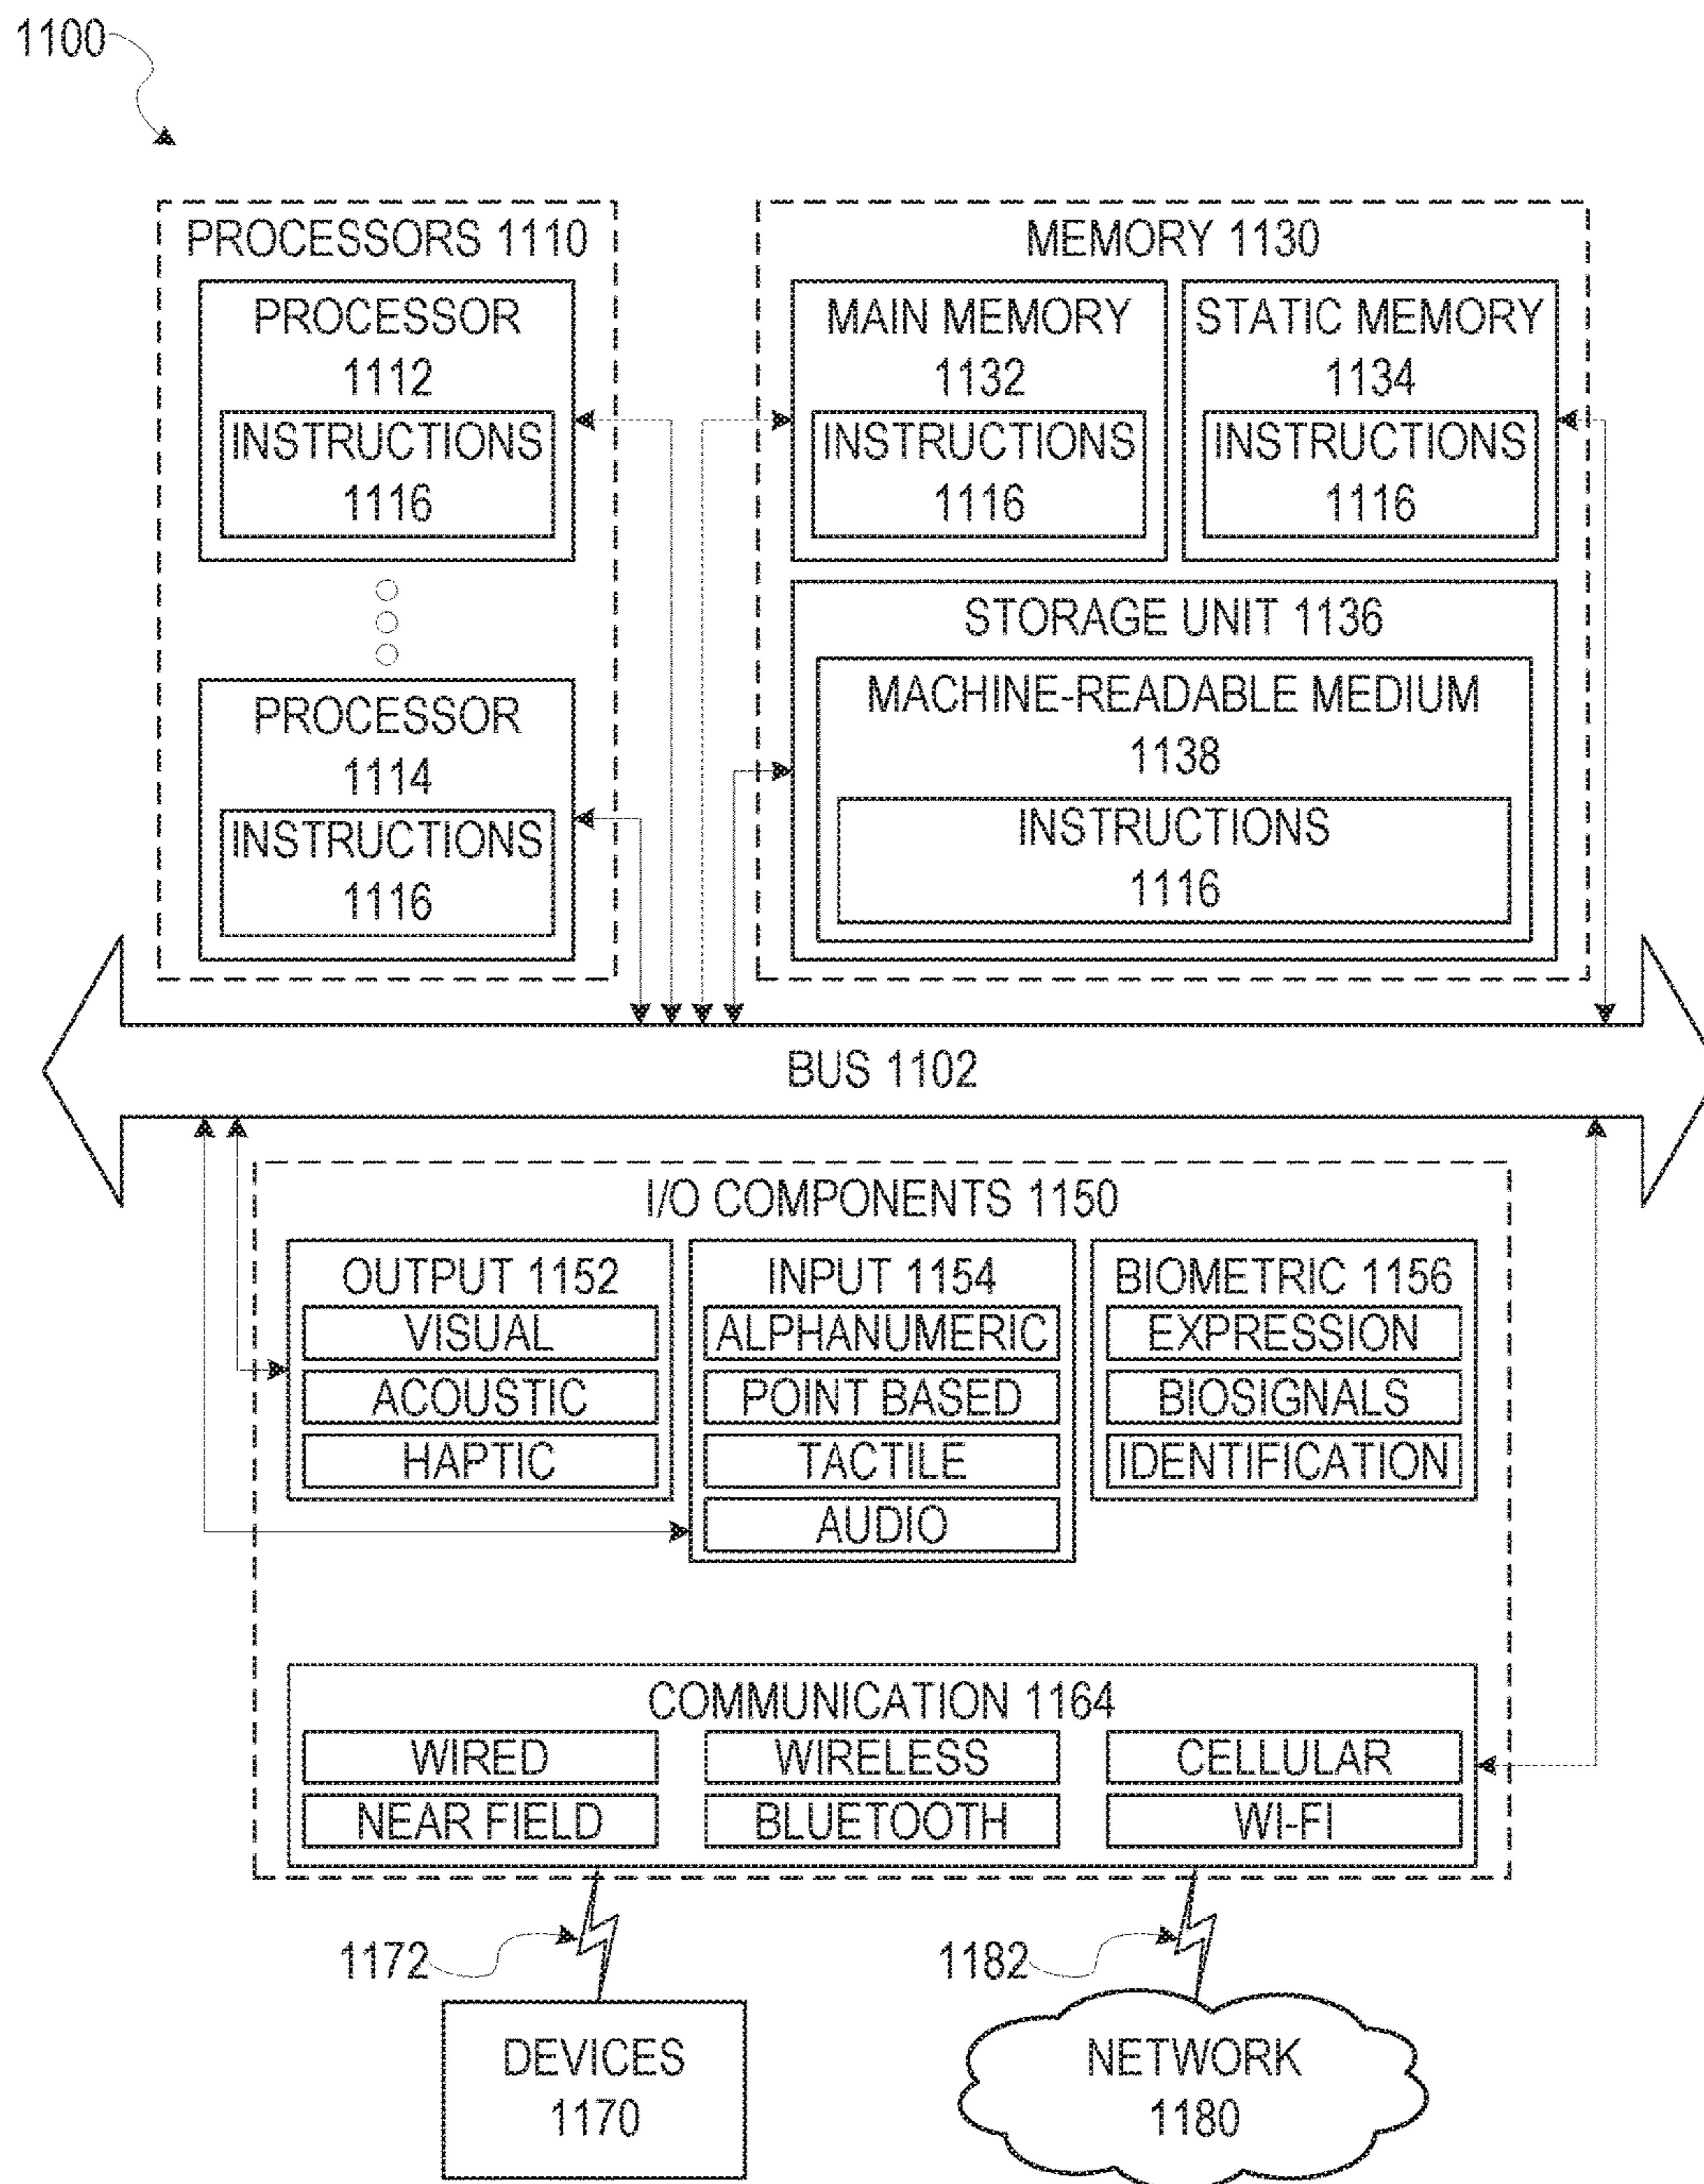 1100
PROCESSORS 1110
PROCESSOR
1112
INSTRUCTIONS
1116
PROCESSOR
1114
INSTRUCTIONS
1116
MEMORY 1130
MAIN MEMORY
1132
INSTRUCTIONS
1116
STATIC MEMORY
1134
INSTRUCTIONS
1116
STORAGE UNIT 1136
MACHINE-READABLE MEDIUM
1138
INSTRUCTIONS
1116
BUS 1102
I/O COMPONENTS 1150
OUTPUT 1152
VISUAL
ACOUSTIC
HAPTIC
INPUT 1154
ALPHANUMERIC
POINT BASED
TACTILE
AUDIO
BIOMETRIC 1156
EXPRESSION
BIOSIGNALS
IDENTIFICATION
COMMUNICATION 1164
WIRED
WIRELESS
CELLULAR
NEAR FIELD
BLUETOOTH
WI-FI
1172
1182
DEVICES
1170
NETWORK
1180